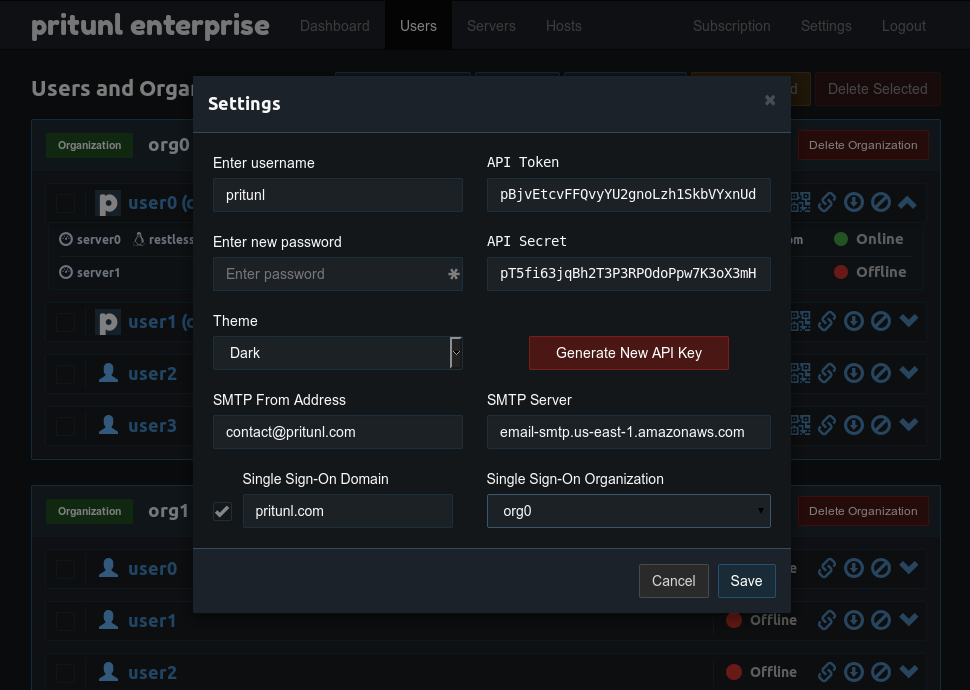 pritunl enterprise
Dashboard
Users
Servers
Hosts
Subscription
Settings
Logout
Users and Orga
d
Delete Selected
Settings
×
Organization
org0
Delete Organization
Enter username
API Token
pritunl
pBjvEtcvFFQvyYU2gnoLzh1SkbVYxnUd
user0 (c
server0
restless
om
Online
Enter new password
API Secret
Enter password
pT5fi63jqBh2T3P3RPOdoPpw7K3oX3mH
server1
Offline
Theme
user1 (c
Dark
Generate New API Key
user2
SMTP From Address
SMTP Server
contact@pritunl.com
email-smtp.us-east-1.amazonaws.com
user3
Single Sign-On Domain
Single Sign-On Organization
pritunl.com
org0
Organization
org1
Delete Organization
user0
e
Cancel
Save
user1
Offline
user2
Offline